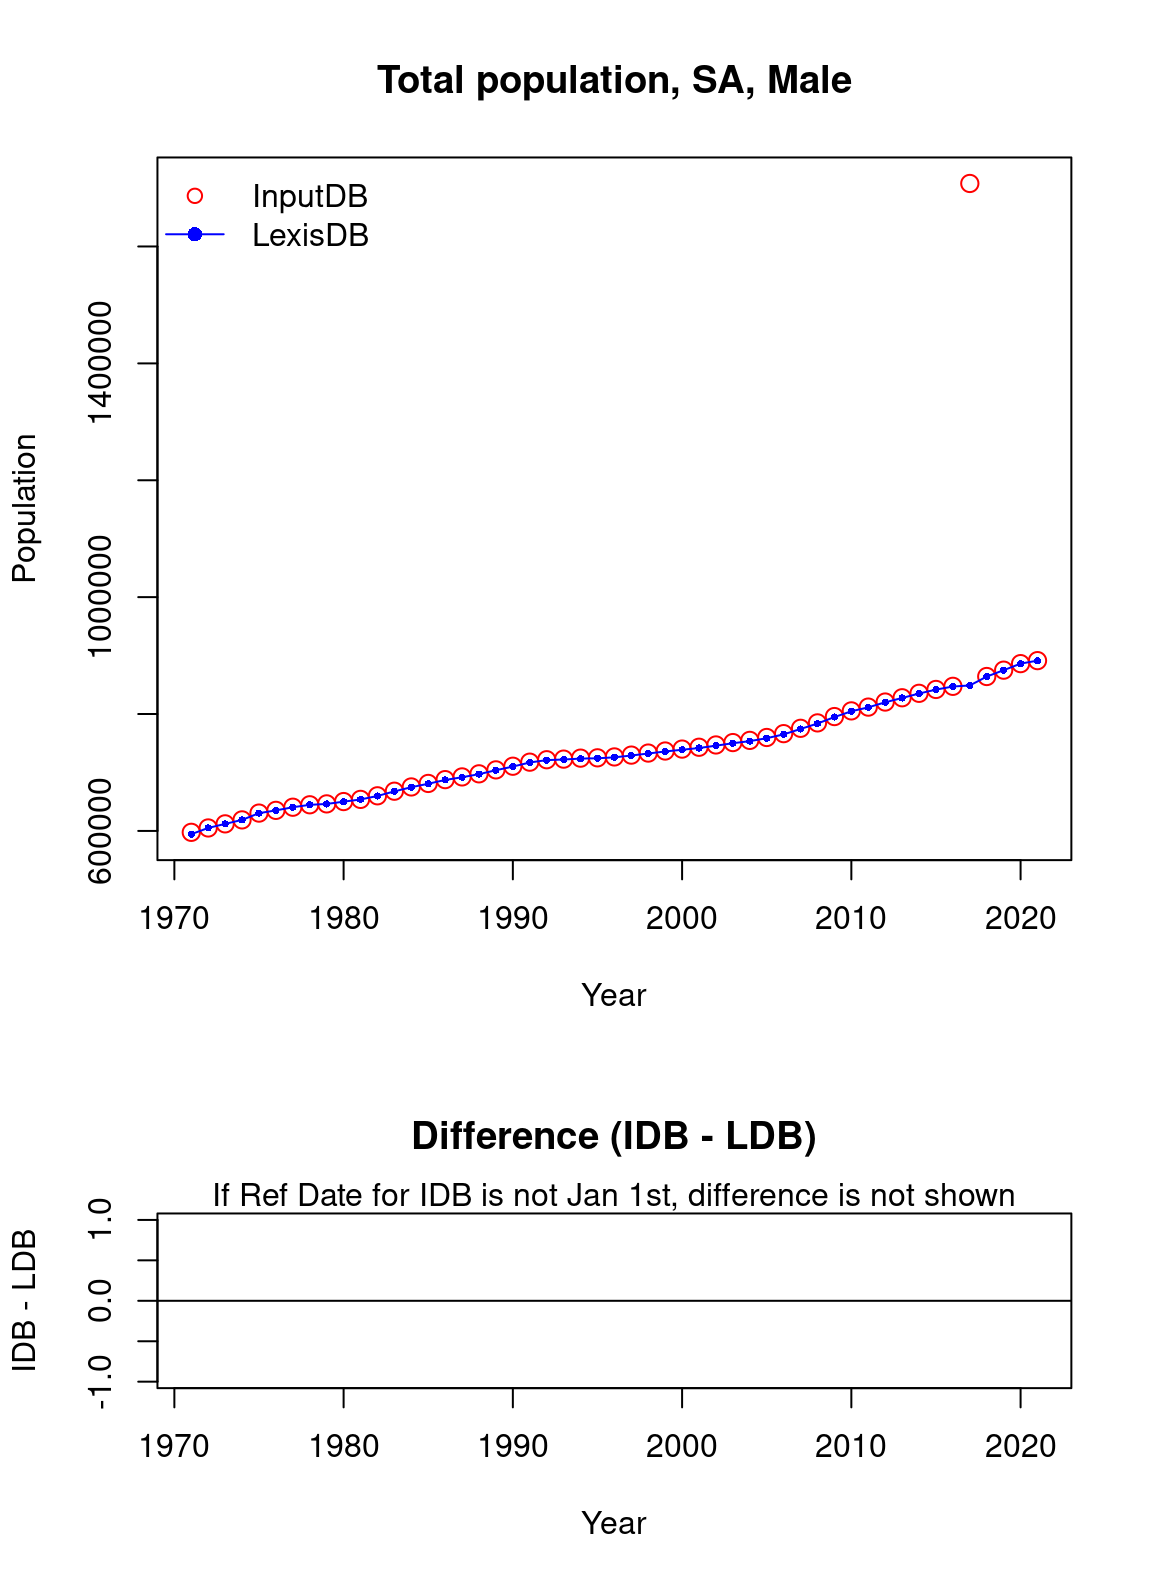 Total population, SA, Male
InputDB
LexisDB
Population
1400000
1000000
600000
1970 1980 1990 2000 2010 2020
Year
Difference (IDB - LDB)
If Ref Date for IDB is not Jan 1st, difference is not shown
IDB - LDB
1.0
0.0
-1.0
1970 1980 1990 2000 2010 2020
Year